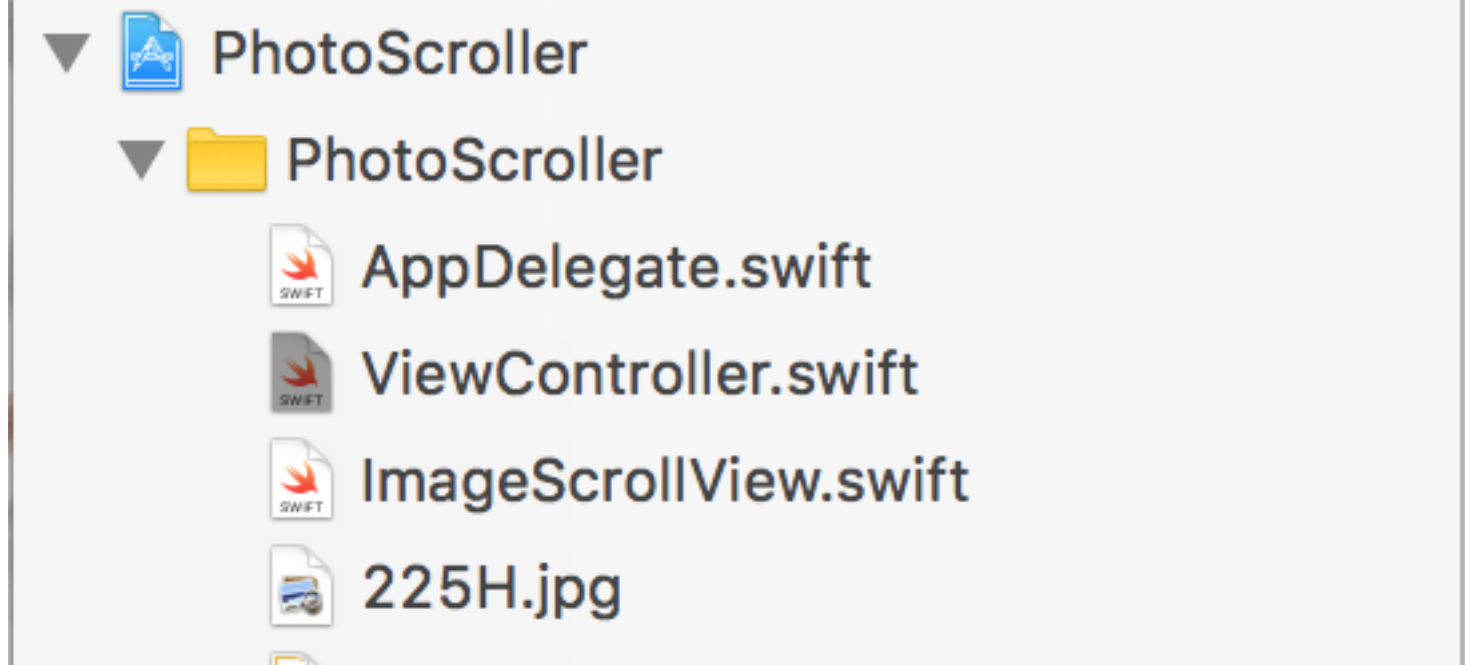 PhotoScroller
PhotoScroller
SWIFT AppDelegate.swift
SWIFT ViewController.swift
SWIFT ImageScrollView.swift
225H.jpg